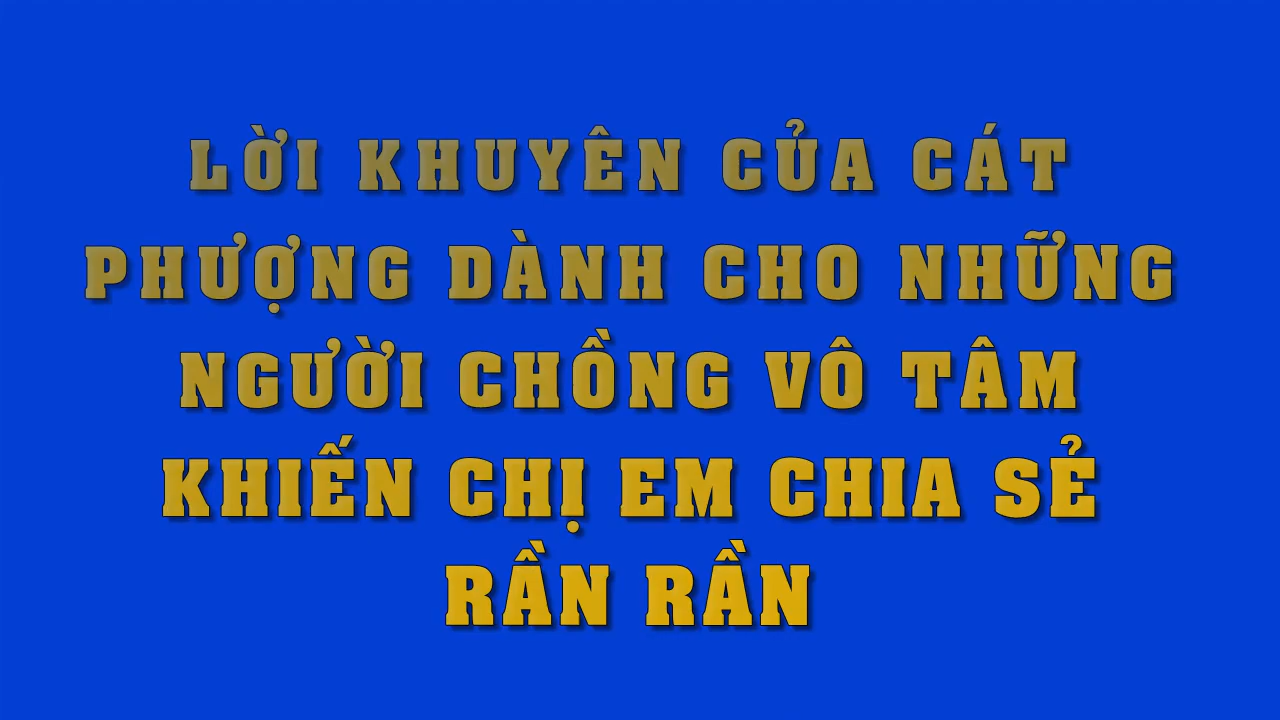 LỜI KHUYÊN CỦA CÁT
PHƯỢNG DÀNH CHO NHỮNG
NGƯỜI CHỒNG VÔ TÂM
KHIẾN CHỊ EM CHIA SẺ
RẦN RẦN